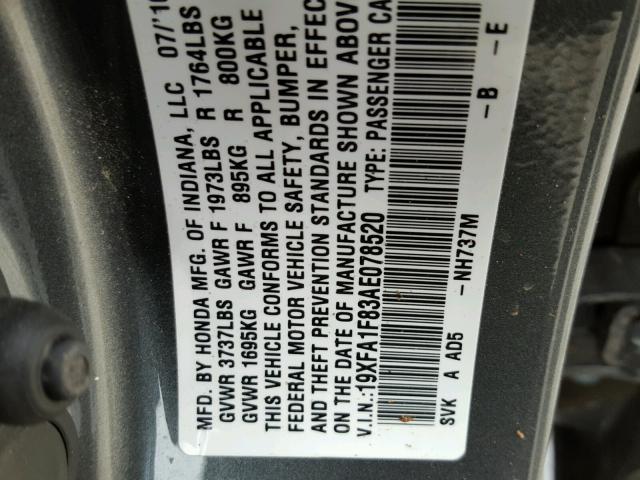 MFD. BY HONDA MFG. OF INDIANA, LLC 07/'10
GVWR 3737LBS GAWR F 1973LBS R 1764LBS
GVWR 1695KG GAWR F 895KG R 800KG
THIS VEHICLE CONFORMS TO ALL APPLICABLE
FEDERAL MOTOR VEHICLE SAFETY, BUMPER,
AND THEFT PREVENTION STANDARDS IN EFFEC
ON THE DATE OF MANUFACTURE SHOWN ABOV
V.I.N.:19XFA1F83AE078520 TYPE: PASSENGER CA
SVK A AD5 -NH737M -B -E